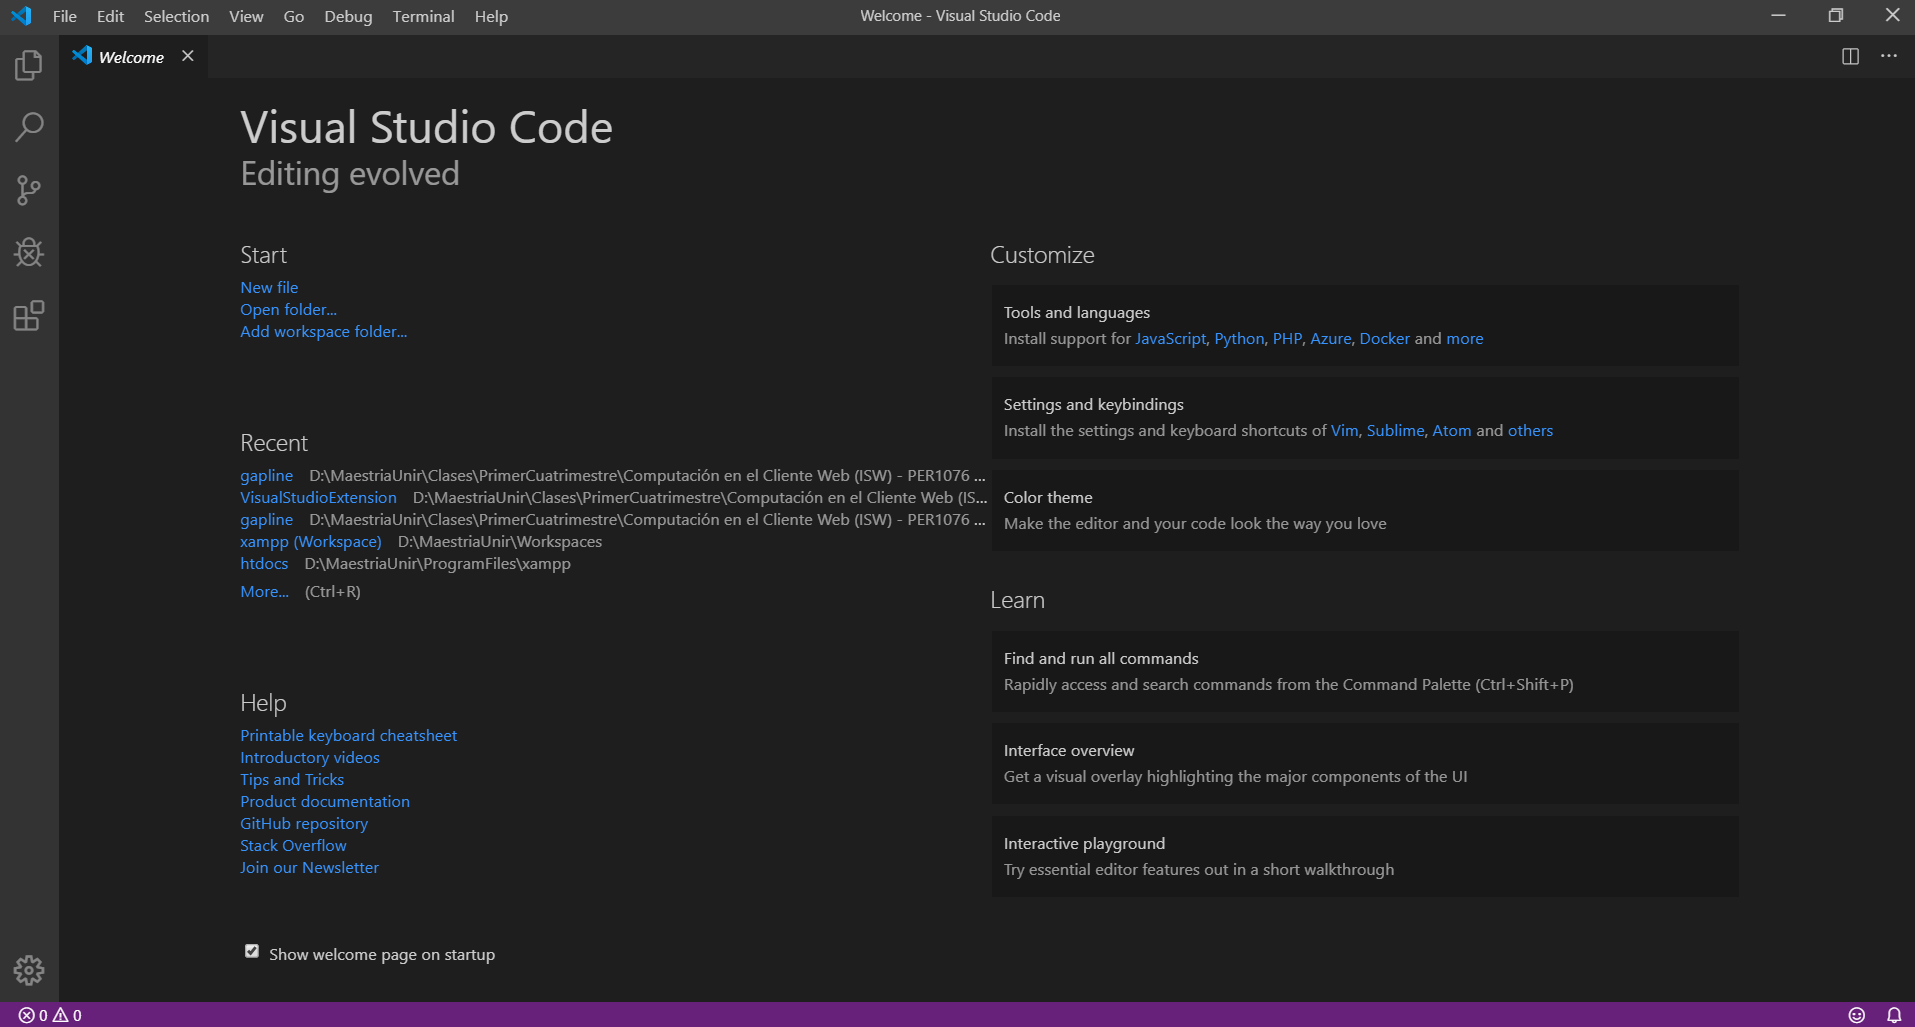 File Edit Selection View Go Debug Terminal Help
Welcome - Visual Studio Code
Welcome
Visual Studio Code
Editing evolved
Start
New file
Open folder...
Add workspace folder...
Recent
gapline D:\MaestriaUnir\Clases\PrimerCuatrimestre\Computación en el Cliente Web (ISW) - PER1076 ...
VisualStudioExtension D:\MaestriaUnir\Clases\PrimerCuatrimestre\Computación en el Cliente Web (IS...
gapline D:\MaestriaUnir\Clases\PrimerCuatrimestre\Computación en el Cliente Web (ISW) - PER1076 ...
xampp (Workspace) D:\MaestriaUnir\Workspaces
htdocs D:\MaestriaUnir\ProgramFiles\xampp
More... (Ctrl+R)
Help
Printable keyboard cheatsheet
Introductory videos
Tips and Tricks
Product documentation
GitHub repository
Stack Overflow
Join our Newsletter
Show welcome page on startup
Customize
Tools and languages
Install support for JavaScript, Python, PHP, Azure, Docker and more
Settings and keybindings
Install the settings and keyboard shortcuts of Vim, Sublime, Atom and others
Color theme
Make the editor and your code look the way you love
Learn
Find and run all commands
Rapidly access and search commands from the Command Palette (Ctrl+Shift+P)
Interface overview
Get a visual overlay highlighting the major components of the UI
Interactive playground
Try essential editor features out in a short walkthrough
0 0